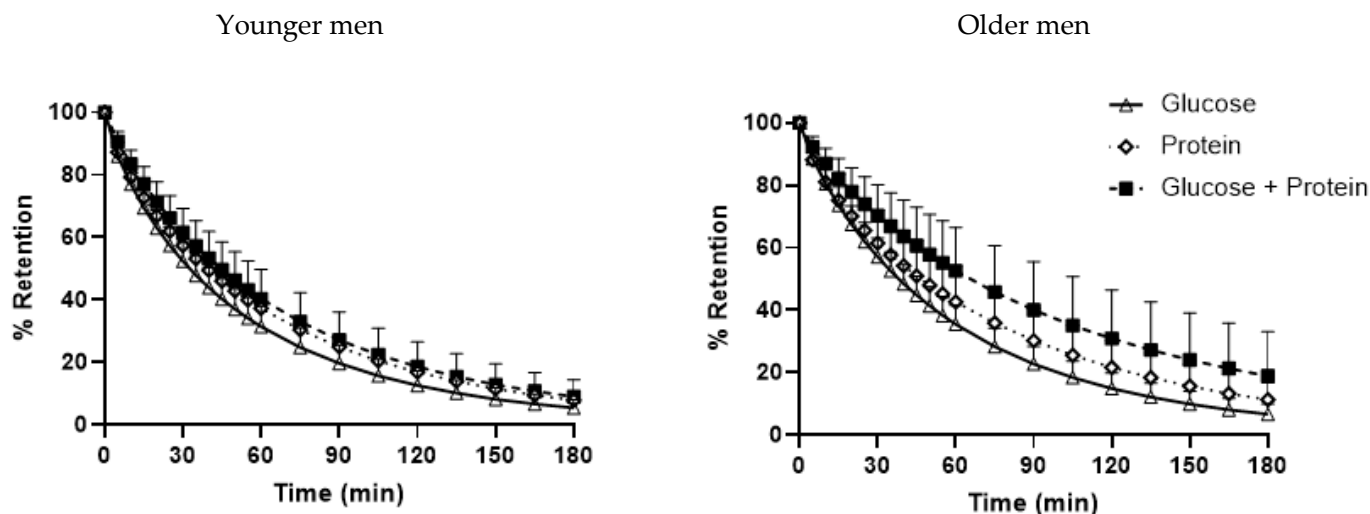 Younger men
100
80
60
40
20
0
% Retention
0 30 60 90 120 150 180
Time (min)
Older men
Glucose
Protein
Glucose + Protein
100
80
60
40
20
0
% Retention
0 30 60 90 120 150 180
Time (min)